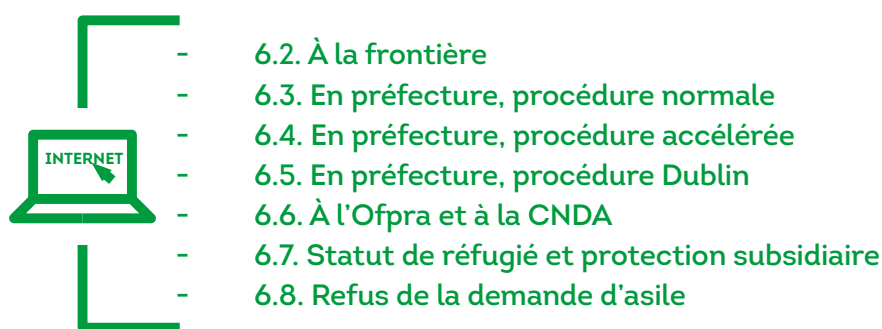 - 6.2. À la frontière
- 6.3. En préfecture, procédure normale
- 6.4. En préfecture, procédure accélérée
INTERNET
- 6.5. En préfecture, procédure Dublin
- 6.6. À l’Ofpra et à la CNDA
- 6.7. Statut de réfugié et protection subsidiaire
- 6.8. Refus de la demande d’asile